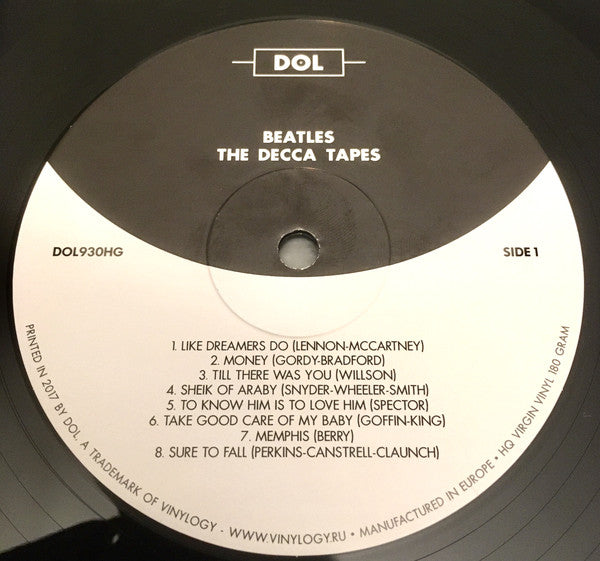 DOL
BEATLES
THE DECCA TAPES
DOL930HG
SIDE 1
1. LIKE DREAMERS DO (LENNON-MCCARTNEY)
2. MONEY (GORDY-BRADFORD)
3. TILL THERE WAS YOU (WILLSON)
4. SHEIK OF ARABY (SNYDER-WHEELER-SMITH)
5. TO KNOW HIM IS TO LOVE HIM (SPECTOR)
6. TAKE GOOD CARE OF MY BABY (GOFFIN-KING)
7. MEMPHIS (BERRY)
8. SURE TO FALL (PERKINS-CANSTRELL-CLAUNCH)
PRINTED IN 2017 BY DOL. A TRADEMARK OF VINYLOGY - WWW.VINYLOGY.RU • MANUFACTURED IN EUROPE • HQ VIRGIN VINYL 180 GRAM